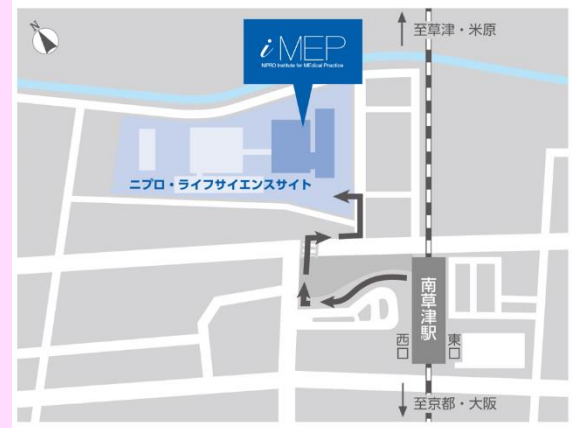 N
至草津・米原
i MEP
NIPRO Institute for MEdical Practice
ニプロ・ライフサイエンスサイト
南草津駅
西口
東口
至京都・大阪